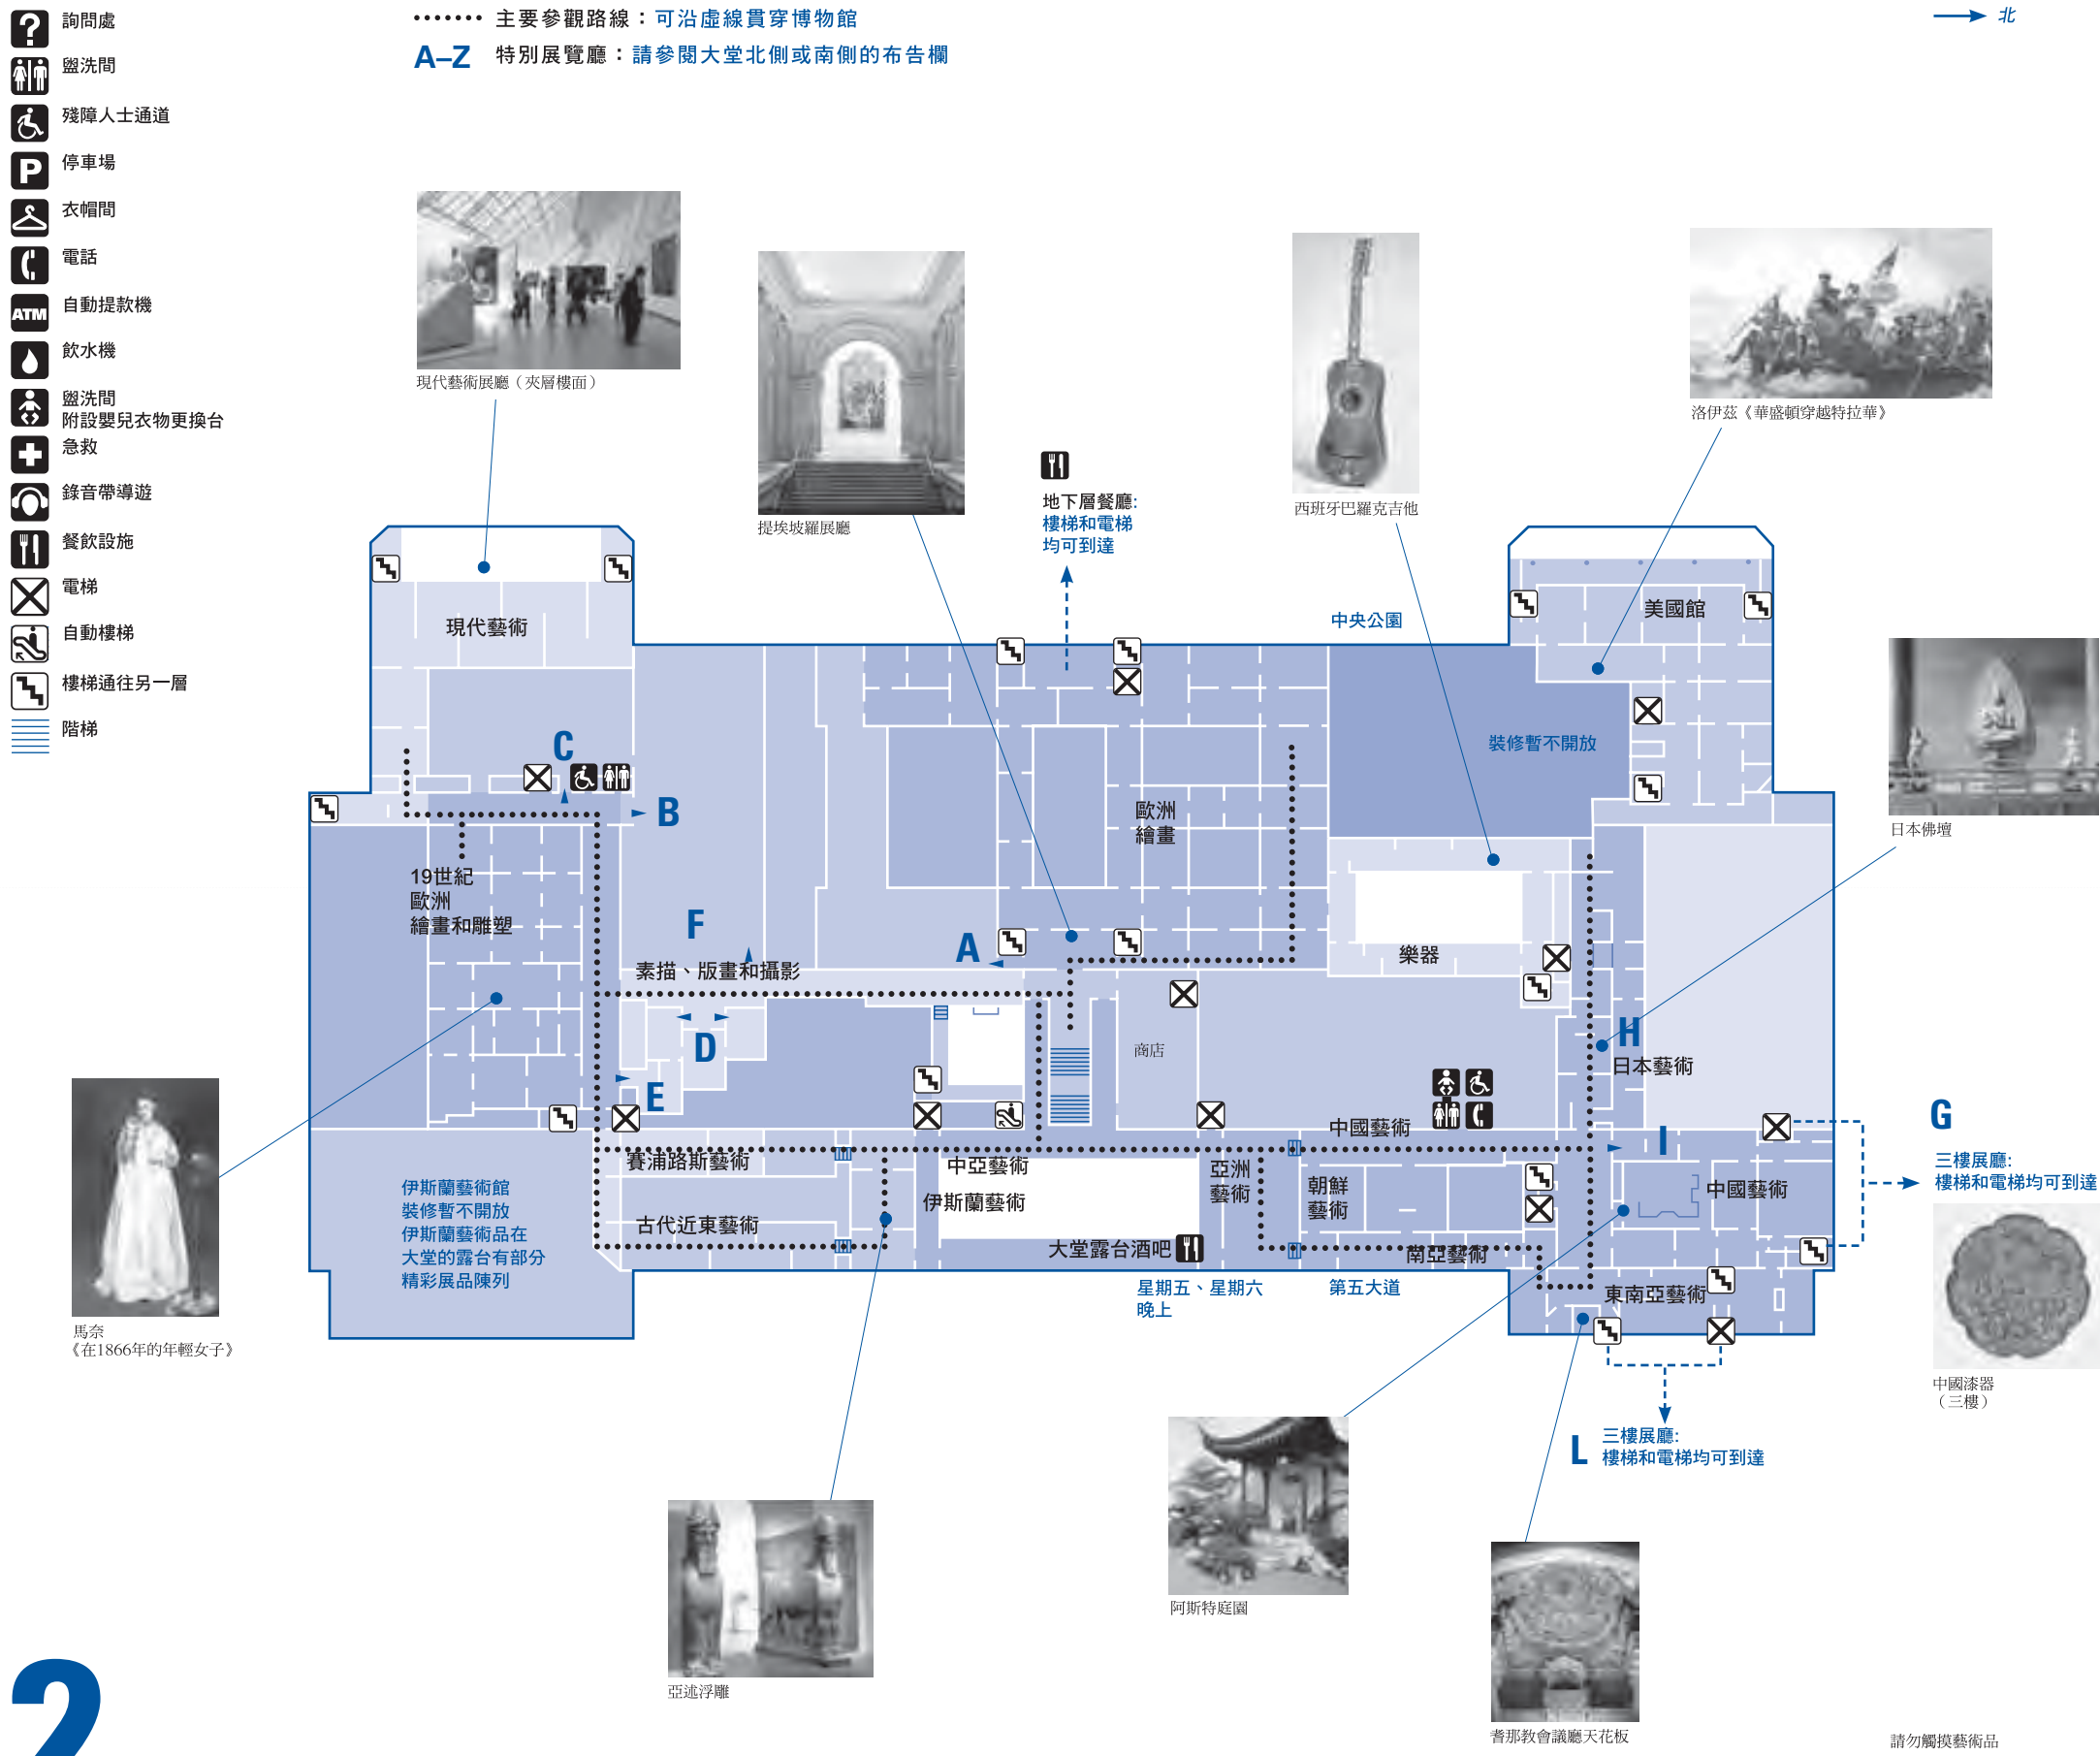 詢問處
盥洗間
殘障人士通道
停車場
衣帽間
電話
ATM
自動提款機
飲水機
盥洗間
附設嬰兒衣物更換台
急救
錄音帶導遊
餐飲設施
電梯
自動樓梯
樓梯通往另一層
階梯
主要參觀路線：可沿虛線貫穿博物館
A–Z 特別展覽廳：請參閱大堂北側或南側的布告欄
北
現代藝術展廳（夾層樓面）
提埃坡羅展廳
地下層餐廳:
樓梯和電梯
均可到達
西班牙巴羅克吉他
洛伊茲《華盛頓穿越特拉華》
中央公園
現代藝術
美國館
裝修暫不開放
C
B
歐洲
繪畫
日本佛壇
19世紀
歐洲
繪畫和雕塑
F
A
素描、版畫和攝影
樂器
D
商店
H
日本藝術
E
中國藝術
G
三樓展廳:
樓梯和電梯均可到達
I
賽浦路斯藝術
中亞藝術
伊斯蘭藝術
亞洲
藝術
朝鮮
藝術
中國藝術
伊斯蘭藝術館
裝修暫不開放
伊斯蘭藝術品在
大堂的露台有部分
精彩展品陳列
古代近東藝術
大堂露台酒吧
南亞藝術
星期五、星期六
晚上
第五大道
東南亞藝術
馬奈
《在1866年的年輕女子》
中國漆器
（三樓）
L
三樓展廳:
樓梯和電梯均可到達
阿斯特庭園
亞述浮雕
耆那教會議廳天花板
請勿觸摸藝術品
2